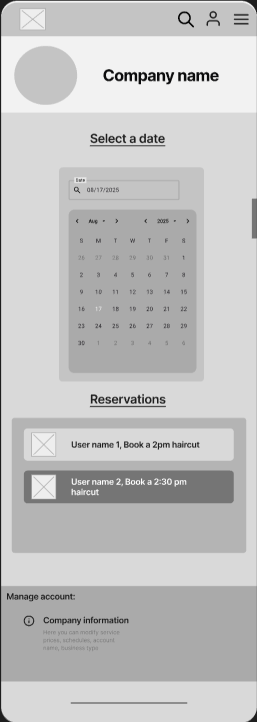 Company name
Select a date
Date
08/17/2025
Aug 2025
S M T W T F S
26 27 28 29 30 31 1
2 3 4 5 6 7 8
9 10 11 12 13 14 15
16 17 18 19 20 21 22
23 24 25 26 27 28 29
30 1 2 3 4 5 6
Reservations
User name 1, Book a 2pm haircut
User name 2, Book a 2:30 pm
haircut
Manage account:
Company information
Here you can modify service
prices, schedules, account
name, business type